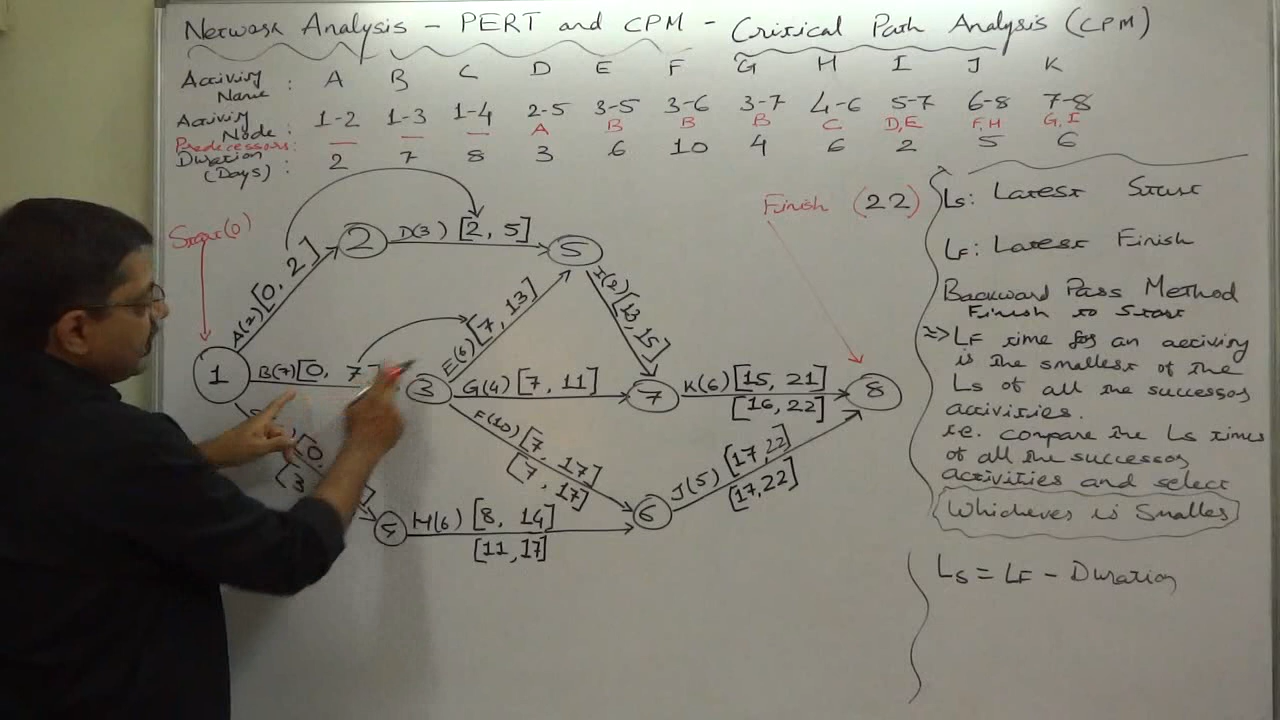 Network Analysis – PERT and CPM – Critical Path Analysis (CPM)
Activity Name : A B C D E F G H I J K
Activity Node : 1-2 1-3 1-4 2-5 3-5 3-6 3-7 4-6 5-7 6-8 7-8
Predecessors: — — — A B B B C D,E F,H G,I
Duration (Days) : 2 7 8 3 6 10 4 6 2 5 6
Start(0)
Finish (22)
A(2) [0, 2]
2
D(3) [2, 5]
5
E(6) [7, 13]
I(2) [13, 15]
1
B(7) [0, 7]
3
G(4) [7, 11]
7
K(6) [15, 21]
[16, 22]
8
F(10) [7, 17]
[7, 17]
[0,
[3
4
H(6) [8, 14]
[11, 17]
6
J(5) [17, 22]
[17, 22]
LS: Latest Start
LF: Latest Finish
Backward Pass Method
Finish to Start
LF time for an activity
is the smallest of the
LS of all the successor
activities.
i.e. compare the LS times
of all the successor
activities and select
Whichever is Smaller
LS = LF – Duration